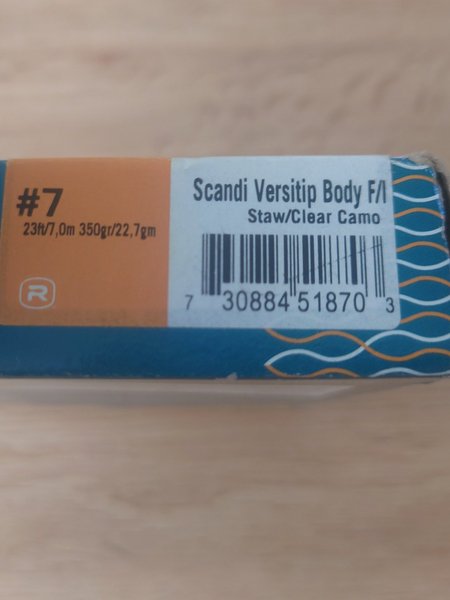 #7
23ft/7,0m 350gr/22,7gm
R
Scandi Versitip Body F/I
Staw/Clear Camo
7 30884 51870 3